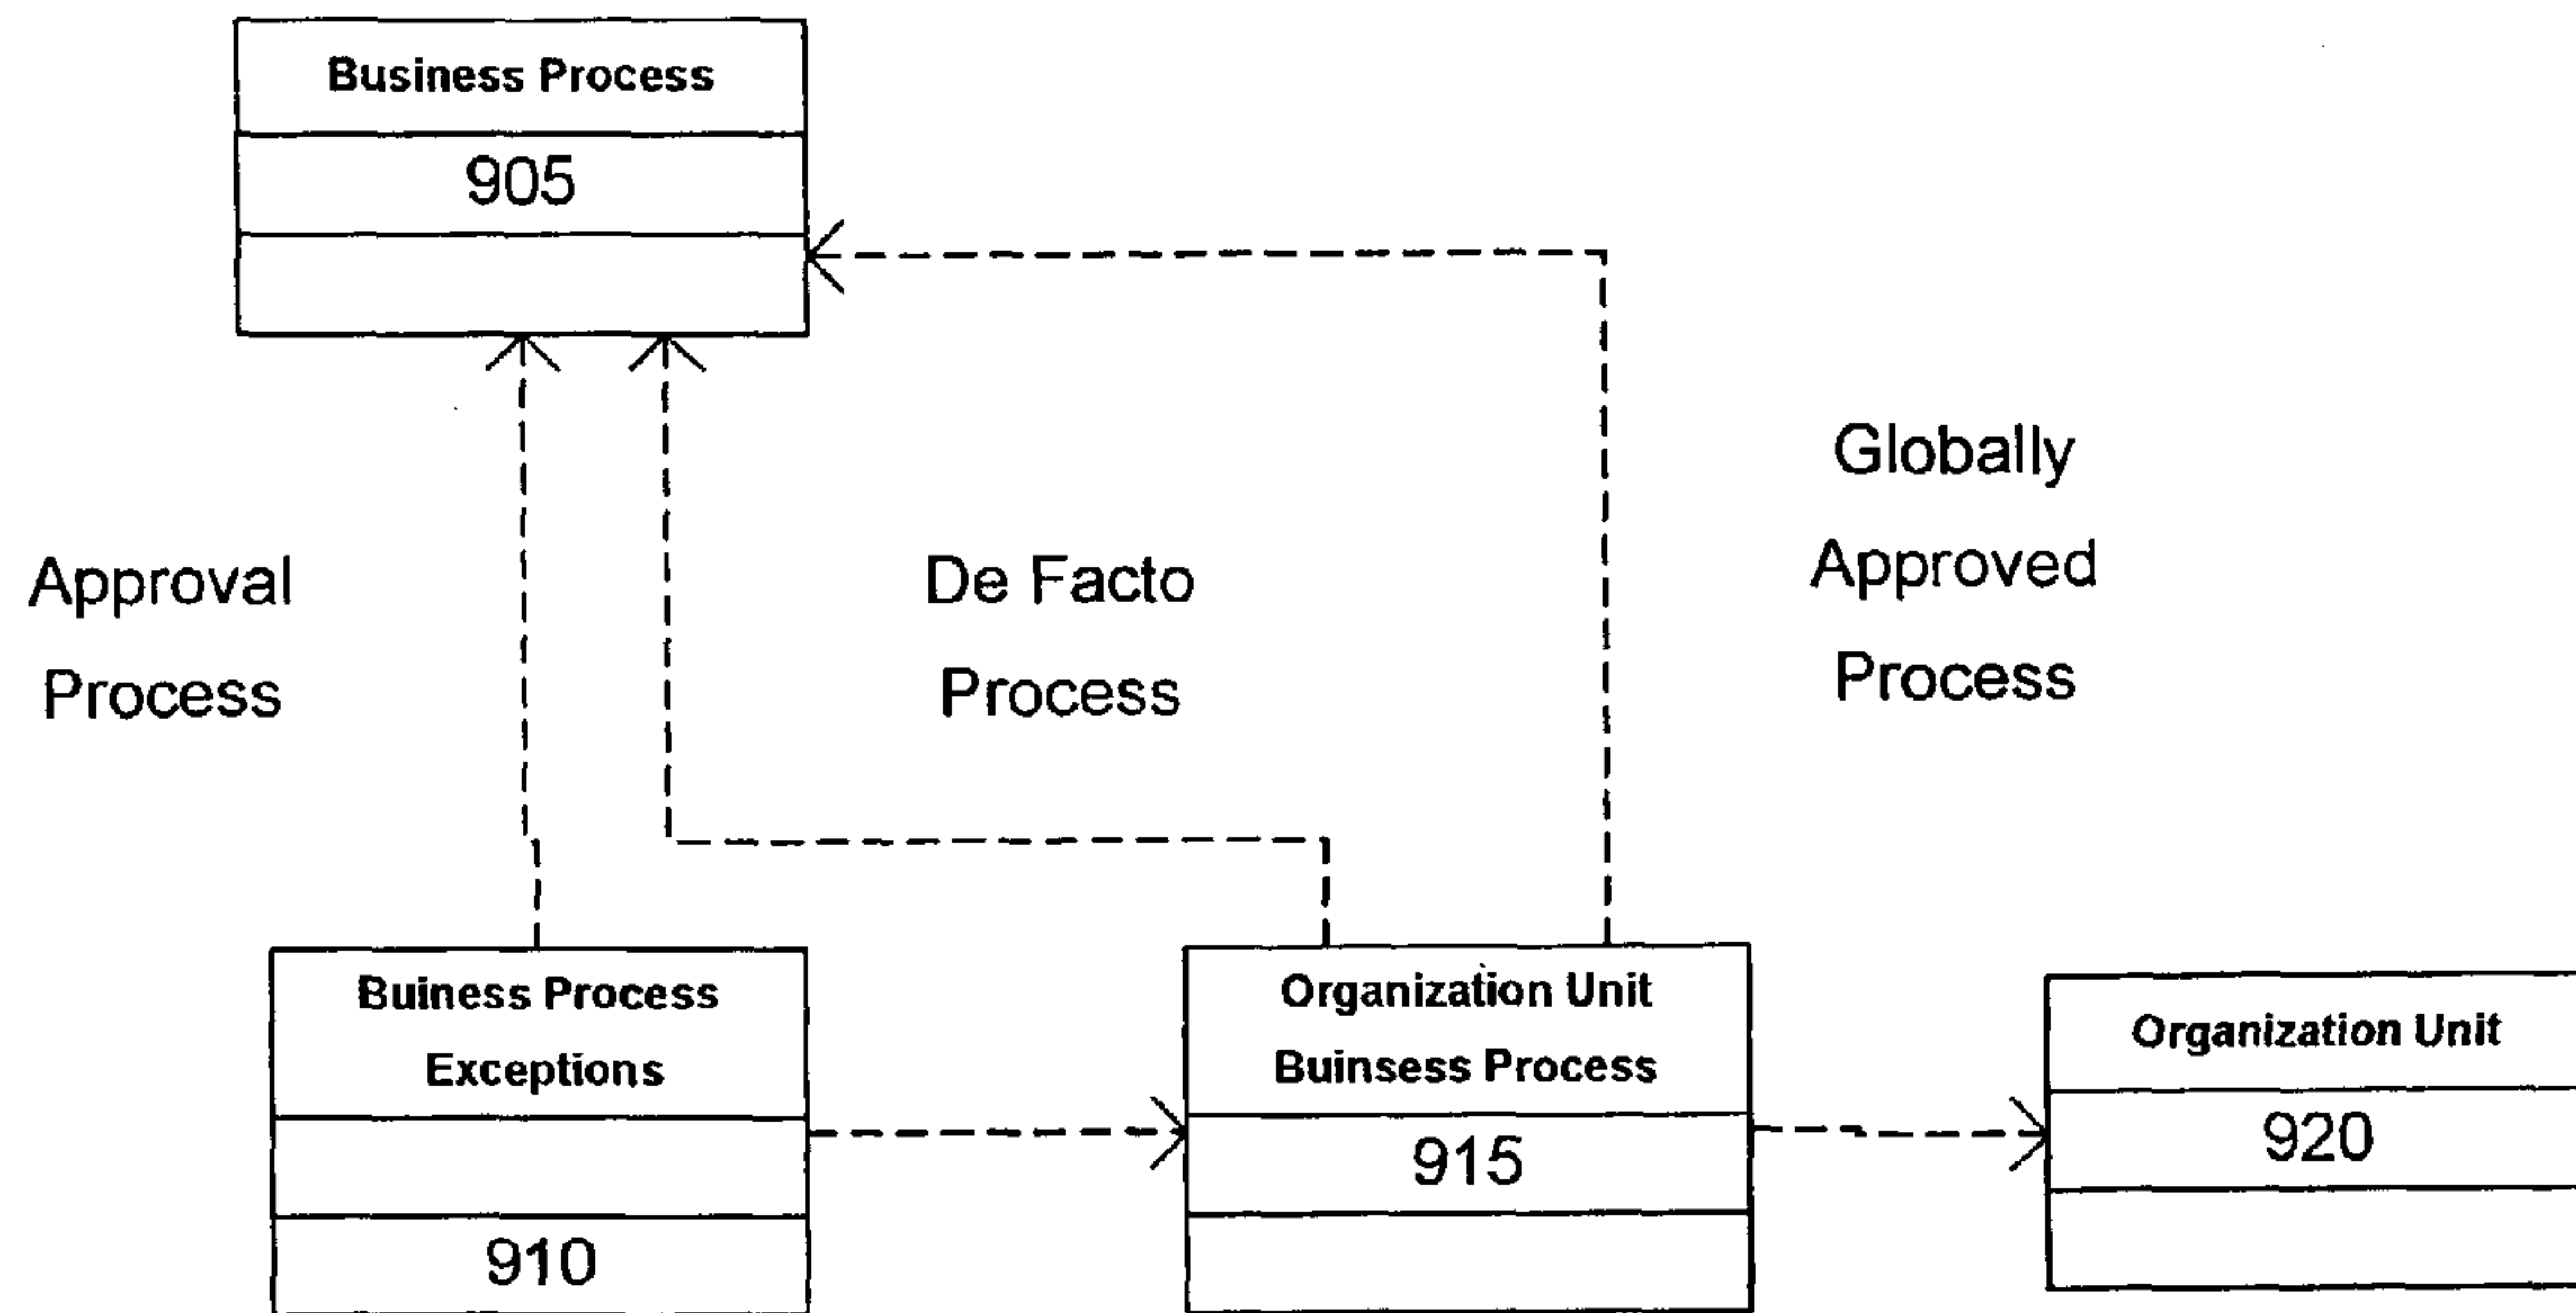 Business Process
905
Globally
Approved
Process
Approval
Process
De Facto
Process
Buiness Process
Exceptions
910
Organization Unit
Buinsess Process
915
Organization Unit
920